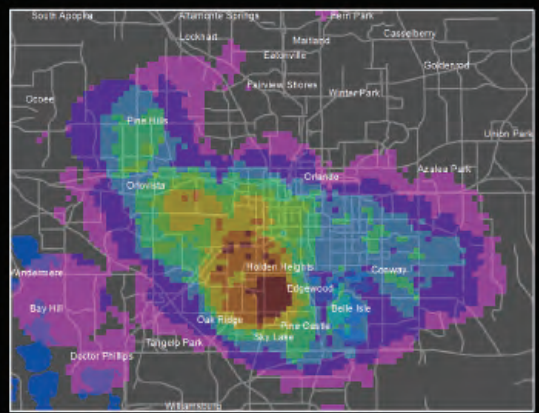 South Apopka
Altamonte Springs
Fern Park
Lockhart
Maitland
Casselberry
Eatonville
Goldenrod
Fairview Shores
Winter Park
Ocoee
Pine Hills
Union Park
Azalea Park
Orlovista
Orlando
Windermere
Holden Heights
Conway
Edgewood
Bay Hill
Belle Isle
Oak Ridge
Pine Castle
Sky Lake
Tangelo Park
Doctor Phillips
Williamsburg